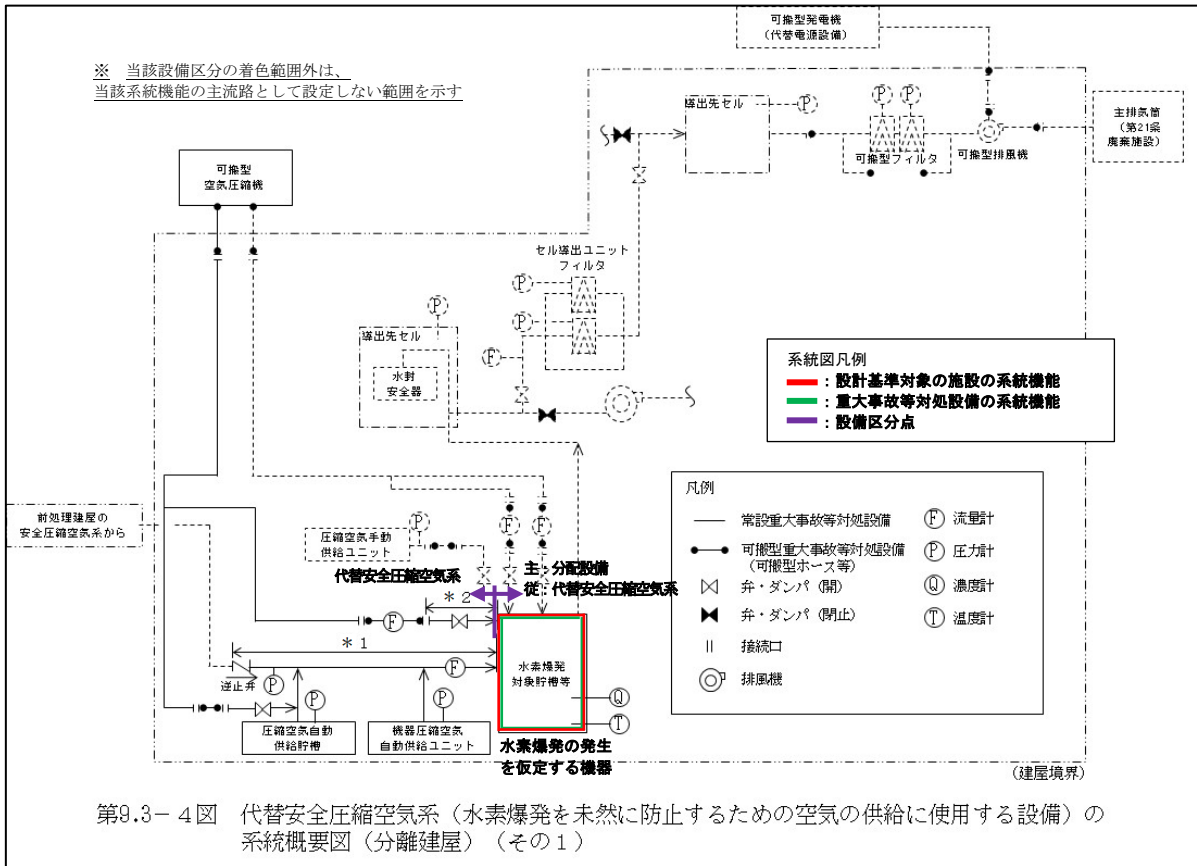 可搬型発電機
（代替電源設備）
※　当該設備区分の着色範囲外は、
当該系統機能の主流路として設定しない範囲を示す
導出先セル
P
P
P
主排気筒
（第21条
廃棄施設）
可搬型フィルタ
可搬型排風機
可搬型
空気圧縮機
セル導出ユニット
フィルタ
P
P
P
F
導出先セル
水封
安全器
系統図凡例
：設計基準対象の施設の系統機能
：重大事故等対処設備の系統機能
：設備区分点
凡例
常設重大事故等対処設備
可搬型重大事故等対処設備
（可搬型ホース等）
弁・ダンパ（開）
弁・ダンパ（閉止）
接続口
排風機
F 流量計
P 圧力計
Q 濃度計
T 温度計
前処理建屋の
安全圧縮空気系から
圧縮空気手動
供給ユニット
P
F
F
代替安全圧縮空気系
主：分配設備
従：代替安全圧縮空気系
＊2
F
＊1
F
逆止弁
P
P
P
圧縮空気自動
供給貯槽
機器圧縮空気
自動供給ユニット
水素爆発
対象貯槽等
Q
T
水素爆発の発生
を仮定する機器
（建屋境界）
第9.3－4図　代替安全圧縮空気系（水素爆発を未然に防止するための空気の供給に使用する設備）の
系統概要図（分離建屋）（その1）